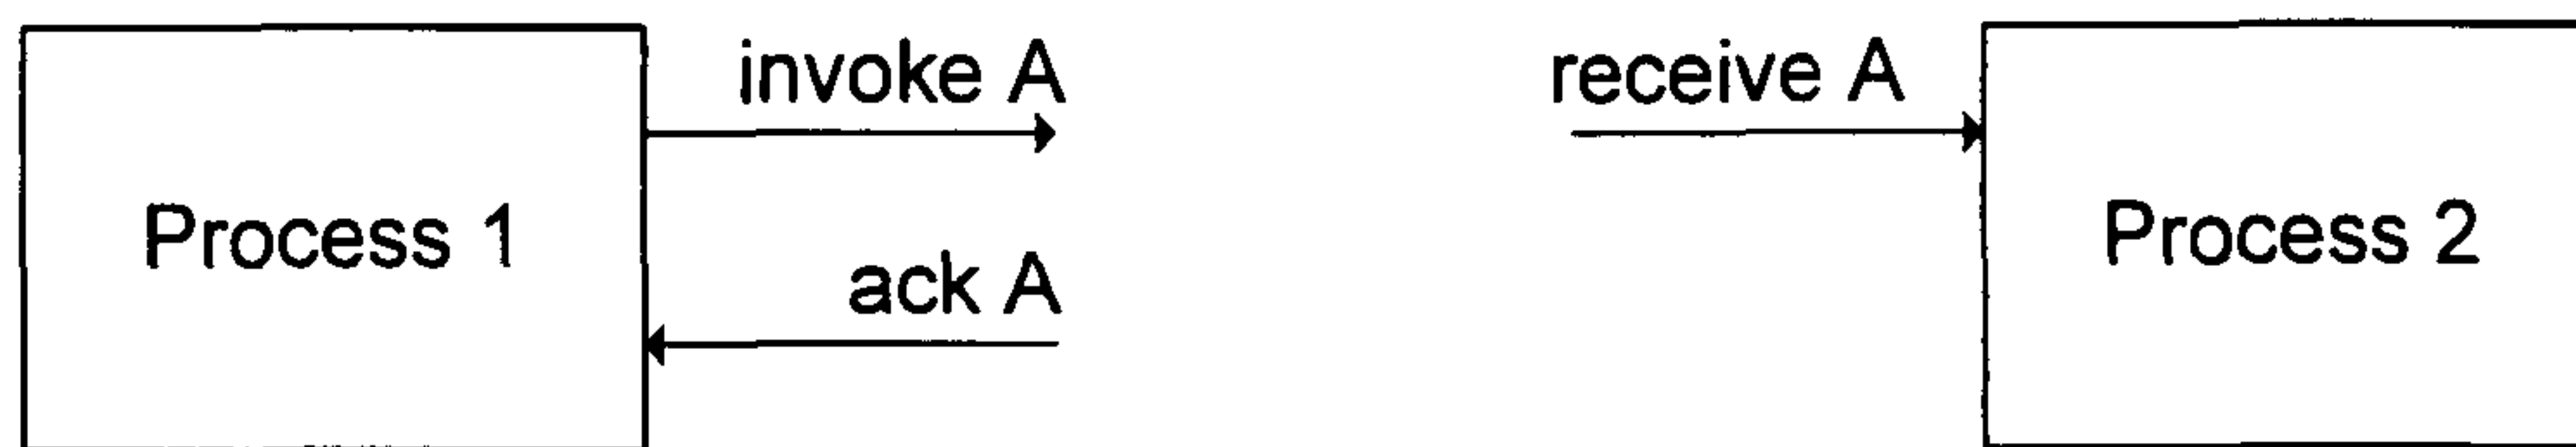 invoke A
receive A
Process 1
Process 2
ack A